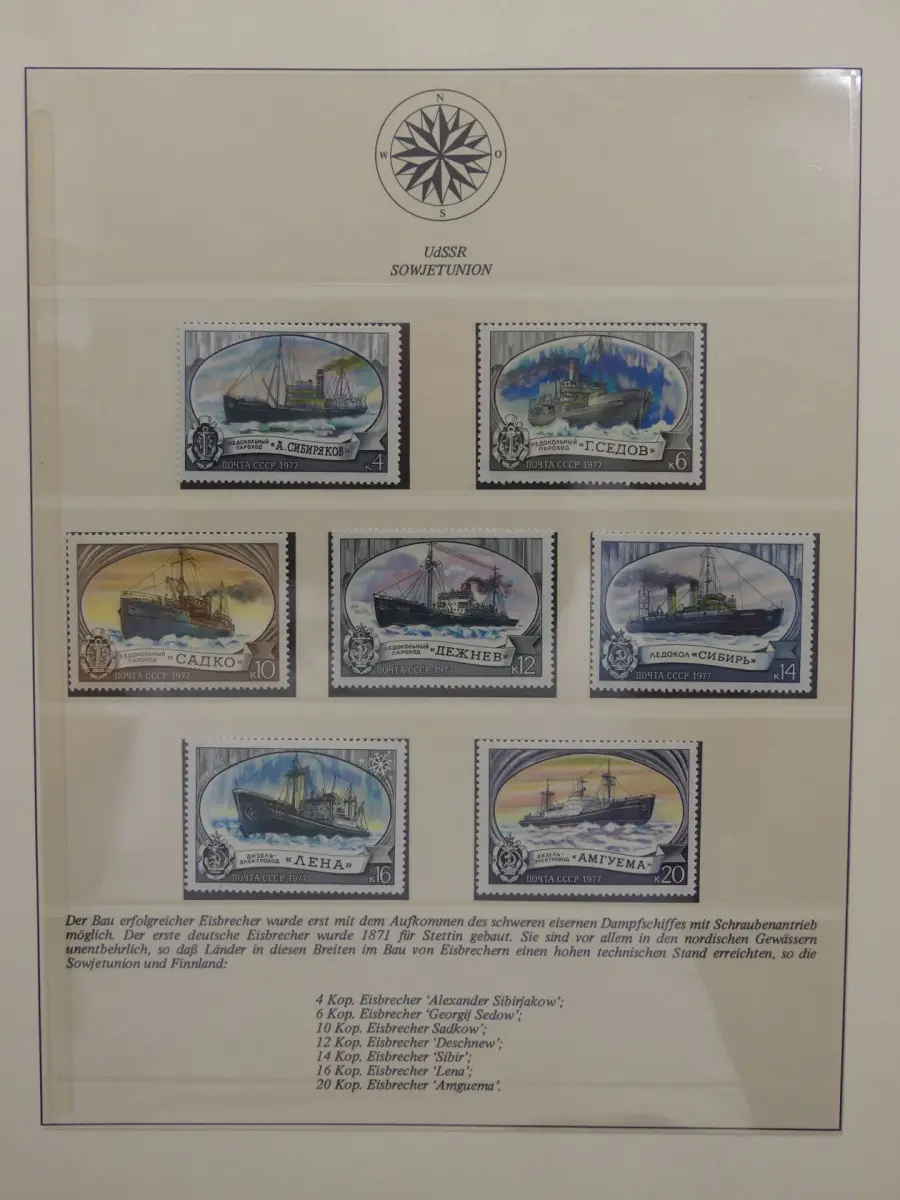 N
W O
S
UdSSR
SOWJETUNION
ЛЕДОКОЛЬНЫЙ
ПАРОХОД «А.СИБИРЯКОВ»
ПОЧТА СССР 1977 к4
ЛЕДОКОЛЬНЫЙ
ПАРОХОД «Г.СЕДОВ»
ПОЧТА СССР 1977 к6
ЛЕДОКОЛЬНЫЙ
ПАРОХОД «САДКО»
ПОЧТА СССР 1977 к10
ЛЕДОКОЛЬНЫЙ
ПАРОХОД «ДЕЖНЕВ»
ПОЧТА СССР 1977 к12
ЛЕДОКОЛ «СИБИРЬ»
ПОЧТА СССР 1977 к14
ДИЗЕЛЬ-
ЭЛЕКТРОХОД «ЛЕНА»
ПОЧТА СССР 1977 к16
ДИЗЕЛЬ-
ЭЛЕКТРОХОД «АМГУЕМА»
ПОЧТА СССР 1977 к20
Der Bau erfolgreicher Eisbrecher wurde erst mit dem Aufkommen des schweren eisernen Dampfschiffes mit Schraubenantrieb
möglich. Der erste deutsche Eisbrecher wurde 1871 für Stettin gebaut. Sie sind vor allem in den nordischen Gewässern
unentbehrlich, so daß Länder in diesen Breiten im Bau von Eisbrechern einen hohen technischen Stand erreichten, so die
Sowjetunion und Finnland:
4 Kop. Eisbrecher 'Alexander Sibirjakow';
6 Kop. Eisbrecher 'Georgij Sedow';
10 Kop. Eisbrecher Sadkow';
12 Kop. Eisbrecher 'Deschnew';
14 Kop. Eisbrecher 'Sibir';
16 Kop. Eisbrecher 'Lena';
20 Kop. Eisbrecher 'Amguema'.